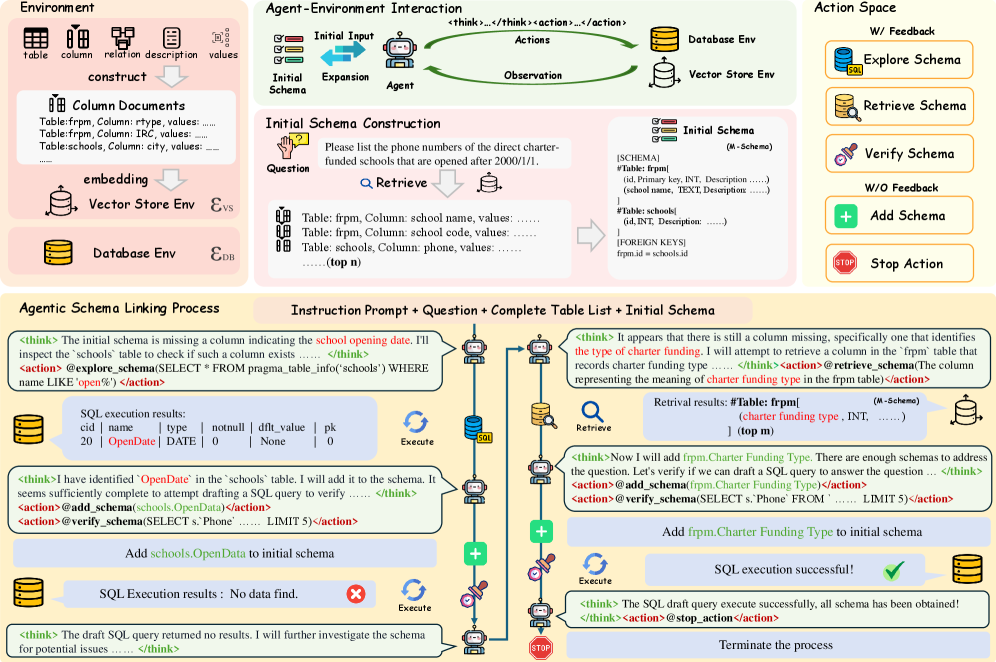 Environment
table column relation description values
construct
Column Documents
Table:frpm, Column: rtype, values: ……
Table:frpm, Column: IRC, values: ……
Table:schools, Column: city, values: ……
……
embedding
Vector Store Env ℰVS
Database Env ℰDB
Agent-Environment Interaction
<think>…</think><action>…</action>
Initial Schema
Initial Input
Expansion
Agent
Actions
Observation
Database Env
Vector Store Env
Initial Schema Construction
Question
Please list the phone numbers of the direct charter-
funded schools that are opened after 2000/1/1.
Retrieve
Table: frpm, Column: school name, values: ……
Table: frpm, Column: school code, values: ……
Table: schools, Column: phone, values: ……
……(top n)
Initial Schema
(M-Schema)
[SCHEMA]
#Table: frpm[
(id, Primary key, INT, Description ……)
(school name, TEXT, Description: ……)
]
#Table: schools[
(id, INT, Description: ……)
]
[FOREIGN KEYS]
frpm.id = schools.id
Action Space
W/ Feedback
SQL Explore Schema
Retrieve Schema
Verify Schema
W/O Feedback
Add Schema
STOP Stop Action
Agentic Schema Linking Process
Instruction Prompt + Question + Complete Table List + Initial Schema
<think> The initial schema is missing a column indicating the school opening date. I'll
inspect the `schools` table to check if such a column exists …… </think>
<action> @explore_schema(SELECT * FROM pragma_table_info(‘schools’) WHERE
name LIKE 'open%') </action>
SQL execution results:
cid | name | type | notnull | dflt_value | pk
20 | OpenDate | DATE | 0 | None | 0
Execute
SQL
<think>I have identified `OpenDate` in the `schools` table. I will add it to the schema. It
seems sufficiently complete to attempt drafting a SQL query to verify …… </think>
<action>@add_schema(schools.OpenData)</action>
<action>@verify_schema(SELECT s.`Phone` …… LIMIT 5)</action>
Add schools.OpenData to initial schema
SQL Execution results : No data find.
Execute
<think> The draft SQL query returned no results. I will further investigate the schema
for potential issues …… </think>
<think> It appears that there is still a column missing, specifically one that identifies
the type of charter funding. I will attempt to retrieve a column in the `frpm` table that
records charter funding type …… </think><action>@retrieve_schema(The column
representing the meaning of charter funding type in the frpm table)</action>
Retrieve
Retrival results: #Table: frpm[ (M-Schema)
(charter funding type , INT, ……)
] (top m)
<think>Now I will add frpm.Charter Funding Type. There are enough schemas to address
the question. Let's verify if we can draft a SQL query to answer the question … </think>
<action>@add_schema(frpm.Charter Funding Type)</action>
<action>@verify_schema(SELECT s.`Phone` FROM ` …… LIMIT 5)</action>
Add frpm.Charter Funding Type to initial schema
Execute
SQL execution successful!
<think> The SQL draft query execute successfully, all schema has been obtained!
</think><action>@stop_action</action>
STOP
Terminate the process